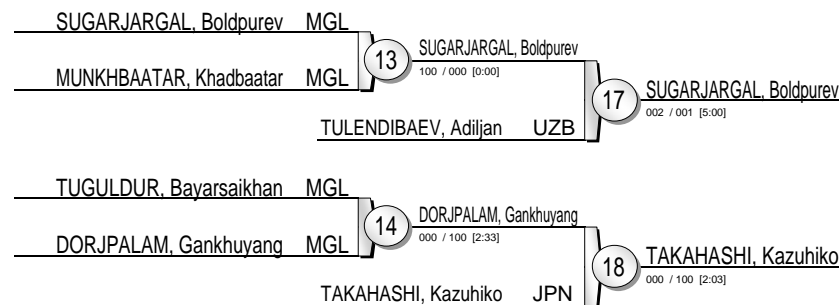 SUGARJARGAL, Boldpurev MGL
13
SUGARJARGAL, Boldpurev
100 / 000 [0:00]
MUNKHBAATAR, Khadbaatar MGL
17
SUGARJARGAL, Boldpurev
002 / 001 [5:00]
TULENDIBAEV, Adiljan UZB
TUGULDUR, Bayarsaikhan MGL
14
DORJPALAM, Gankhuyang
000 / 100 [2:33]
DORJPALAM, Gankhuyang MGL
18
TAKAHASHI, Kazuhiko
000 / 100 [2:03]
TAKAHASHI, Kazuhiko JPN